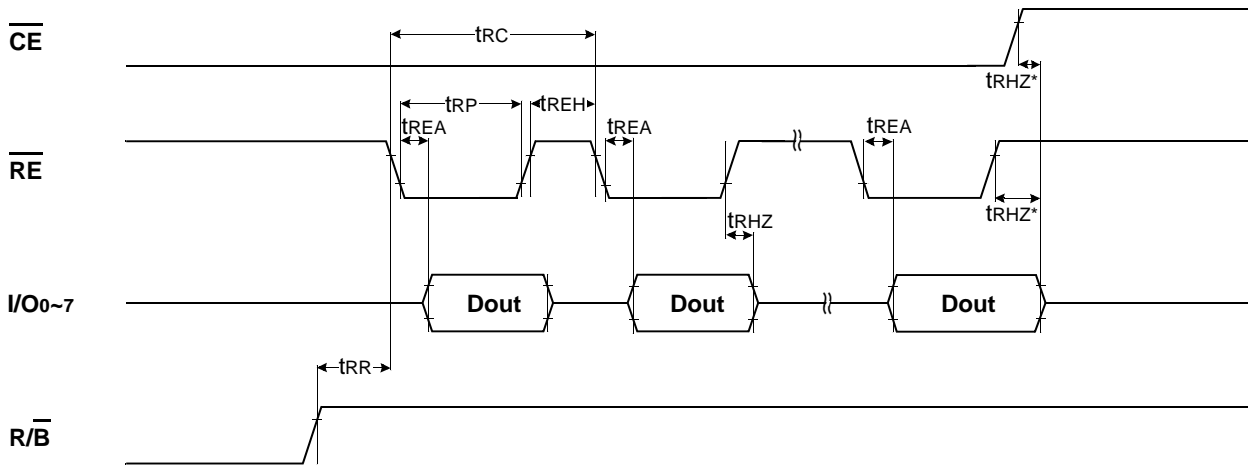 CE
tRC
tRHZ*
tRP
tREH
tREA
tREA
tREA
RE
tRHZ
tRHZ*
I/O0~7
Dout
Dout
Dout
tRR
R/B